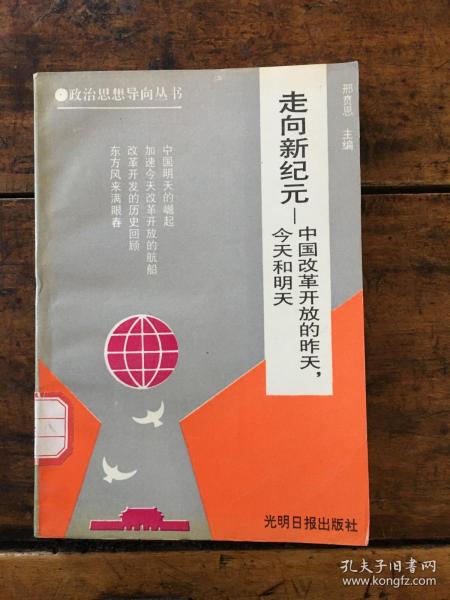 政治思想导向丛书
邢贲思 主编
走向新纪元—
中国改革开放的昨天，
今天和明天
中国明天的崛起
加速今天改革开放的航船
改革开发的历史回顾
东方风来满眼春
光明日报出版社
孔夫子旧书网
kongfz.com